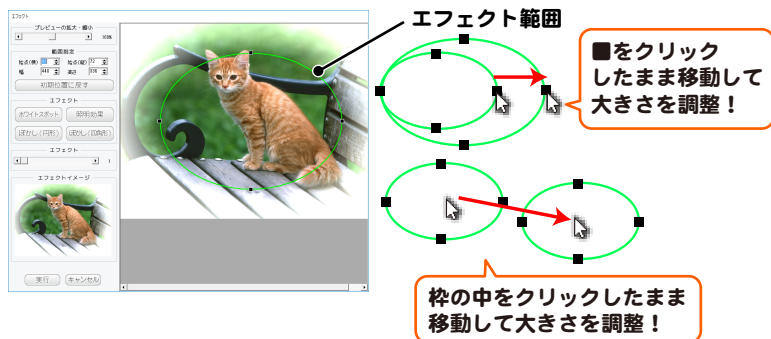 エフェクト
プレビューの拡大・縮小
100%
範囲指定
始点(横) 始点(縦) 72
幅 448 高さ 336
初期位置に戻す
エフェクト
ホワイトスポット 照明効果
ぼかし(円形) ぼかし(四角形)
エフェクト
1
エフェクトイメージ
実行 キャンセル
エフェクト範囲
■をクリック
したまま移動して
大きさを調整！
枠の中をクリックしたまま
移動して大きさを調整！